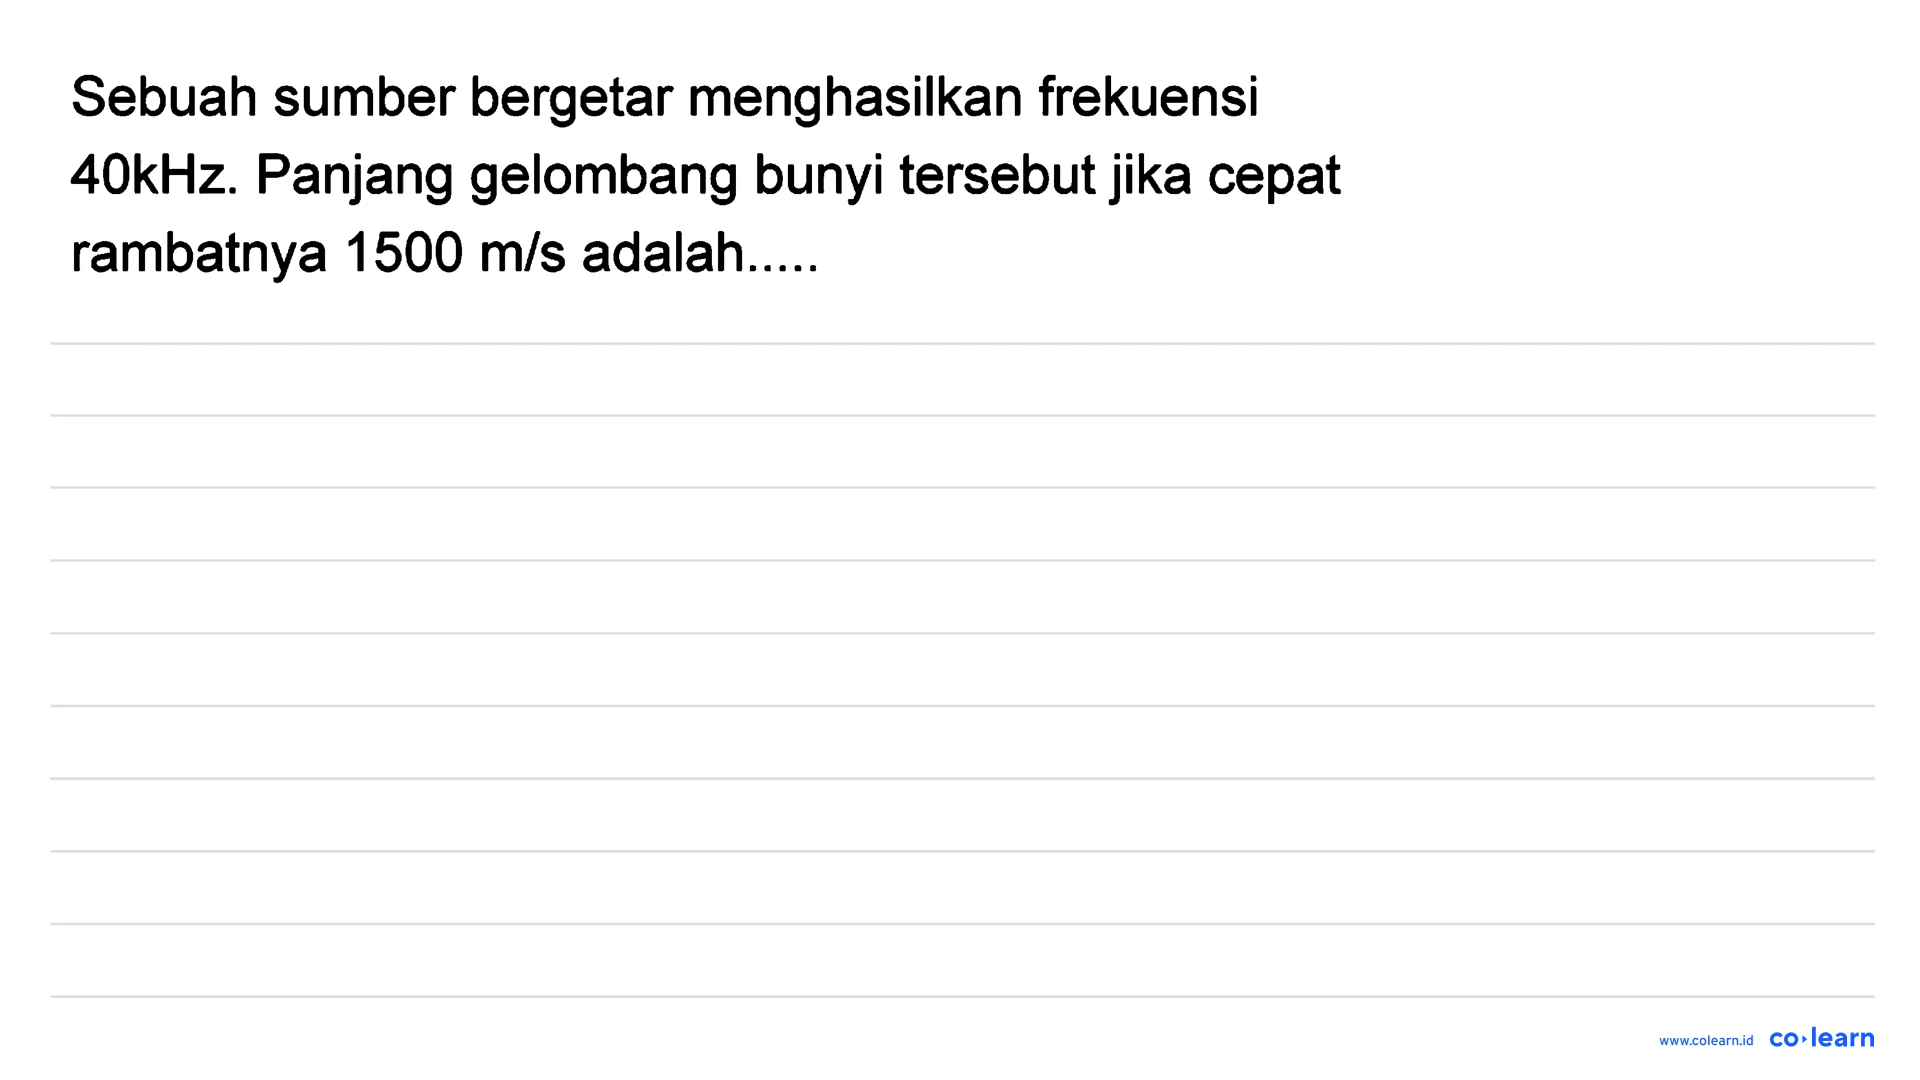 Sebuah sumber bergetar menghasilkan frekuensi
40kHz. Panjang gelombang bunyi tersebut jika cepat
rambatnya 1500 m/s adalah.....
www.colearn.id co learn